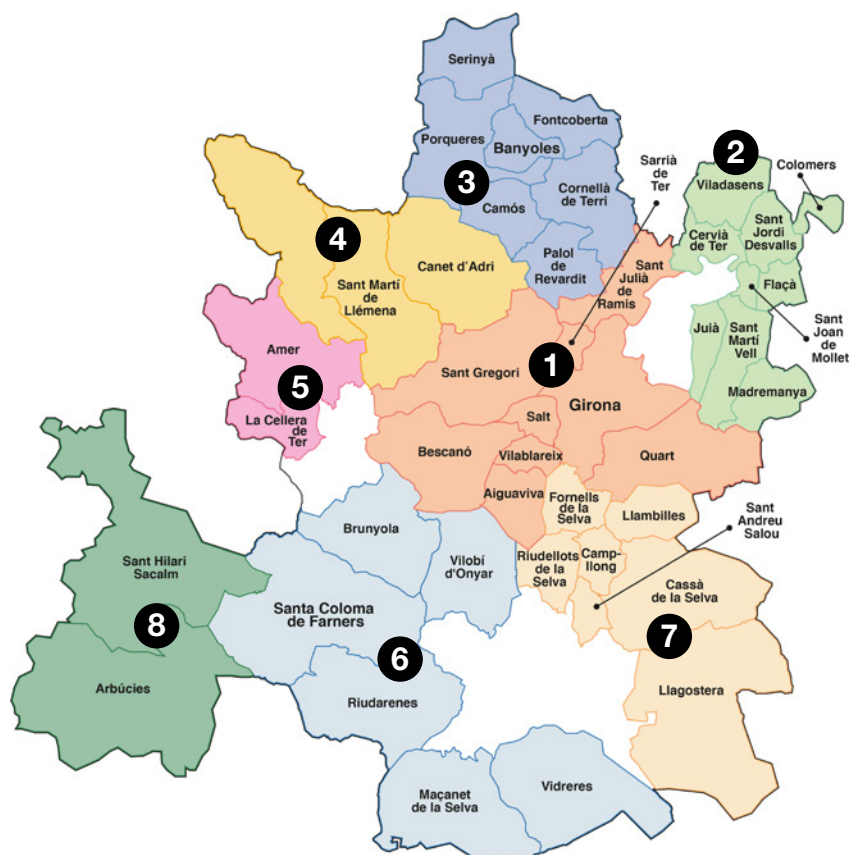 Serinyà
Fontcoberta
Porqueres
Banyoles
Sarrià
de
Ter
2
Colomers
3
Viladasens
Cornellà
de Terri
Camós
Sant
Jordi
Desvalls
4
Cervià
de Ter
Canet d'Adri
Palol
de
Revardit
Sant
Julià
de
Ramis
Sant Martí
de
Llémena
Flaçà
Juià
Sant
Martí
Vell
Sant
Joan
de
Mollet
Amer
1
Sant Gregori
5
Madremanya
Girona
Salt
La Cellera
de
Ter
Bescanó
Vilablareix
Quart
Aiguaviva
Fornells
de la
Selva
Llambilles
Sant
Andreu
Salou
Brunyola
Vilobí
d'Onyar
Riudellots
de la
Selva
Camp-
llong
Sant Hilari
Sacalm
Cassà
de la Selva
Santa Coloma
de Farners
8
7
6
Arbúcies
Llagostera
Riudarenes
Maçanet
de la Selva
Vidreres